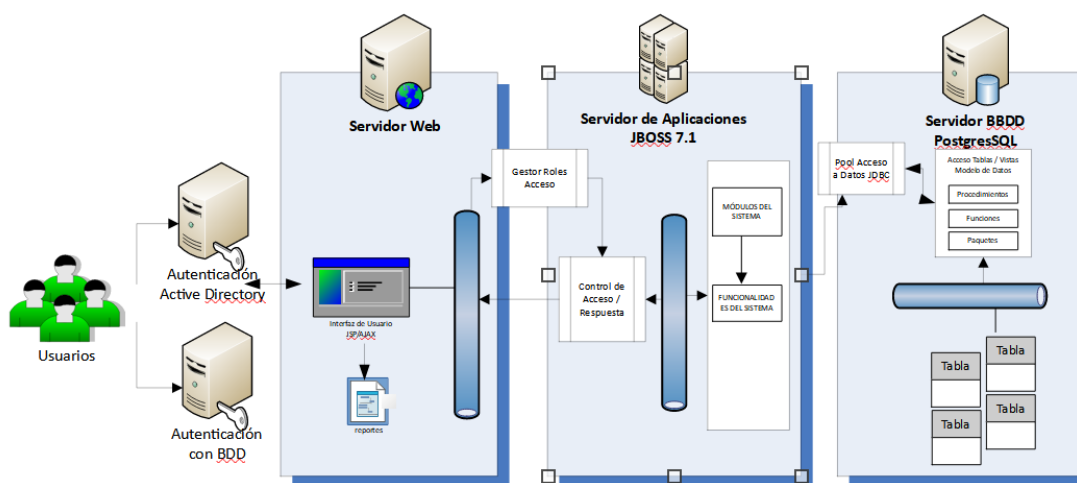 Servidor Web
Servidor de Aplicaciones
JBOSS 7.1
Servidor BBDD
PostgresSQL
Gestor Roles
Acceso
Pool Acceso
a Datos JDBC
Acceso Tablas / Vistas
Modelo de Datos
Procedimientos
Funciones
Paquetes
MÓDULOS DEL
SISTEMA
FUNCIONALIDAD
ES DEL SISTEMA
Autenticación
Active Directory
Control de
Acceso /
Respuesta
Interfaz de Usuario
JSP/AJAX
Usuarios
reportes
Autenticación
con BDD
Tabla
Tabla
Tabla
Tabla